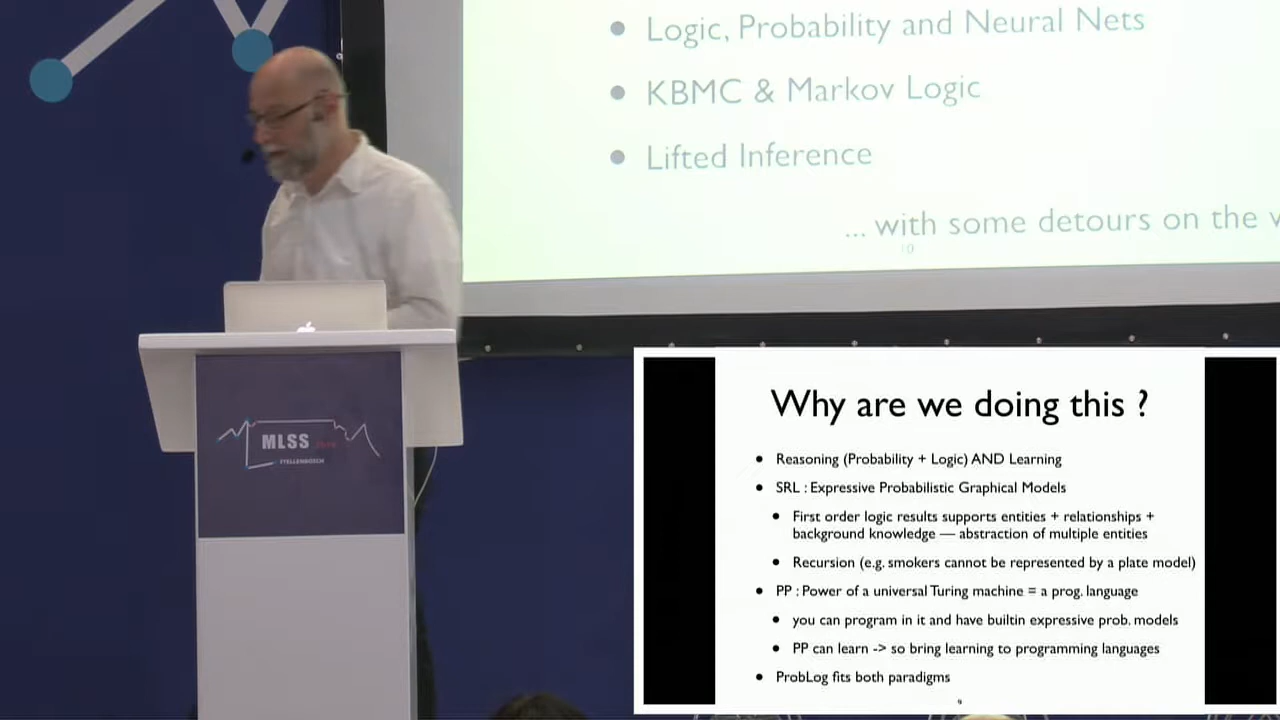 Logic, Probability and Neural Nets
KBMC & Markov Logic
Lifted Inference
... with some detours on the
10
MLSS
STELLENBOSCH
Why are we doing this ?
Reasoning (Probability + Logic) AND Learning
SRL : Expressive Probabilistic Graphical Models
First order logic results supports entities + relationships +
background knowledge — abstraction of multiple entities
Recursion (e.g. smokers cannot be represented by a plate model)
PP : Power of a universal Turing machine = a prog. language
you can program in it and have builtin expressive prob. models
PP can learn -> so bring learning to programming languages
ProbLog fits both paradigms
9